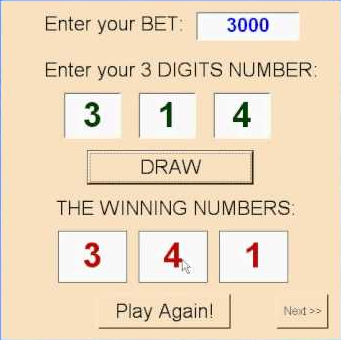 Enter your BET: 3000
Enter your 3 DIGITS NUMBER:
3 1 4
DRAW
THE WINNING NUMBERS:
3 4 1
Play Again! Next >>